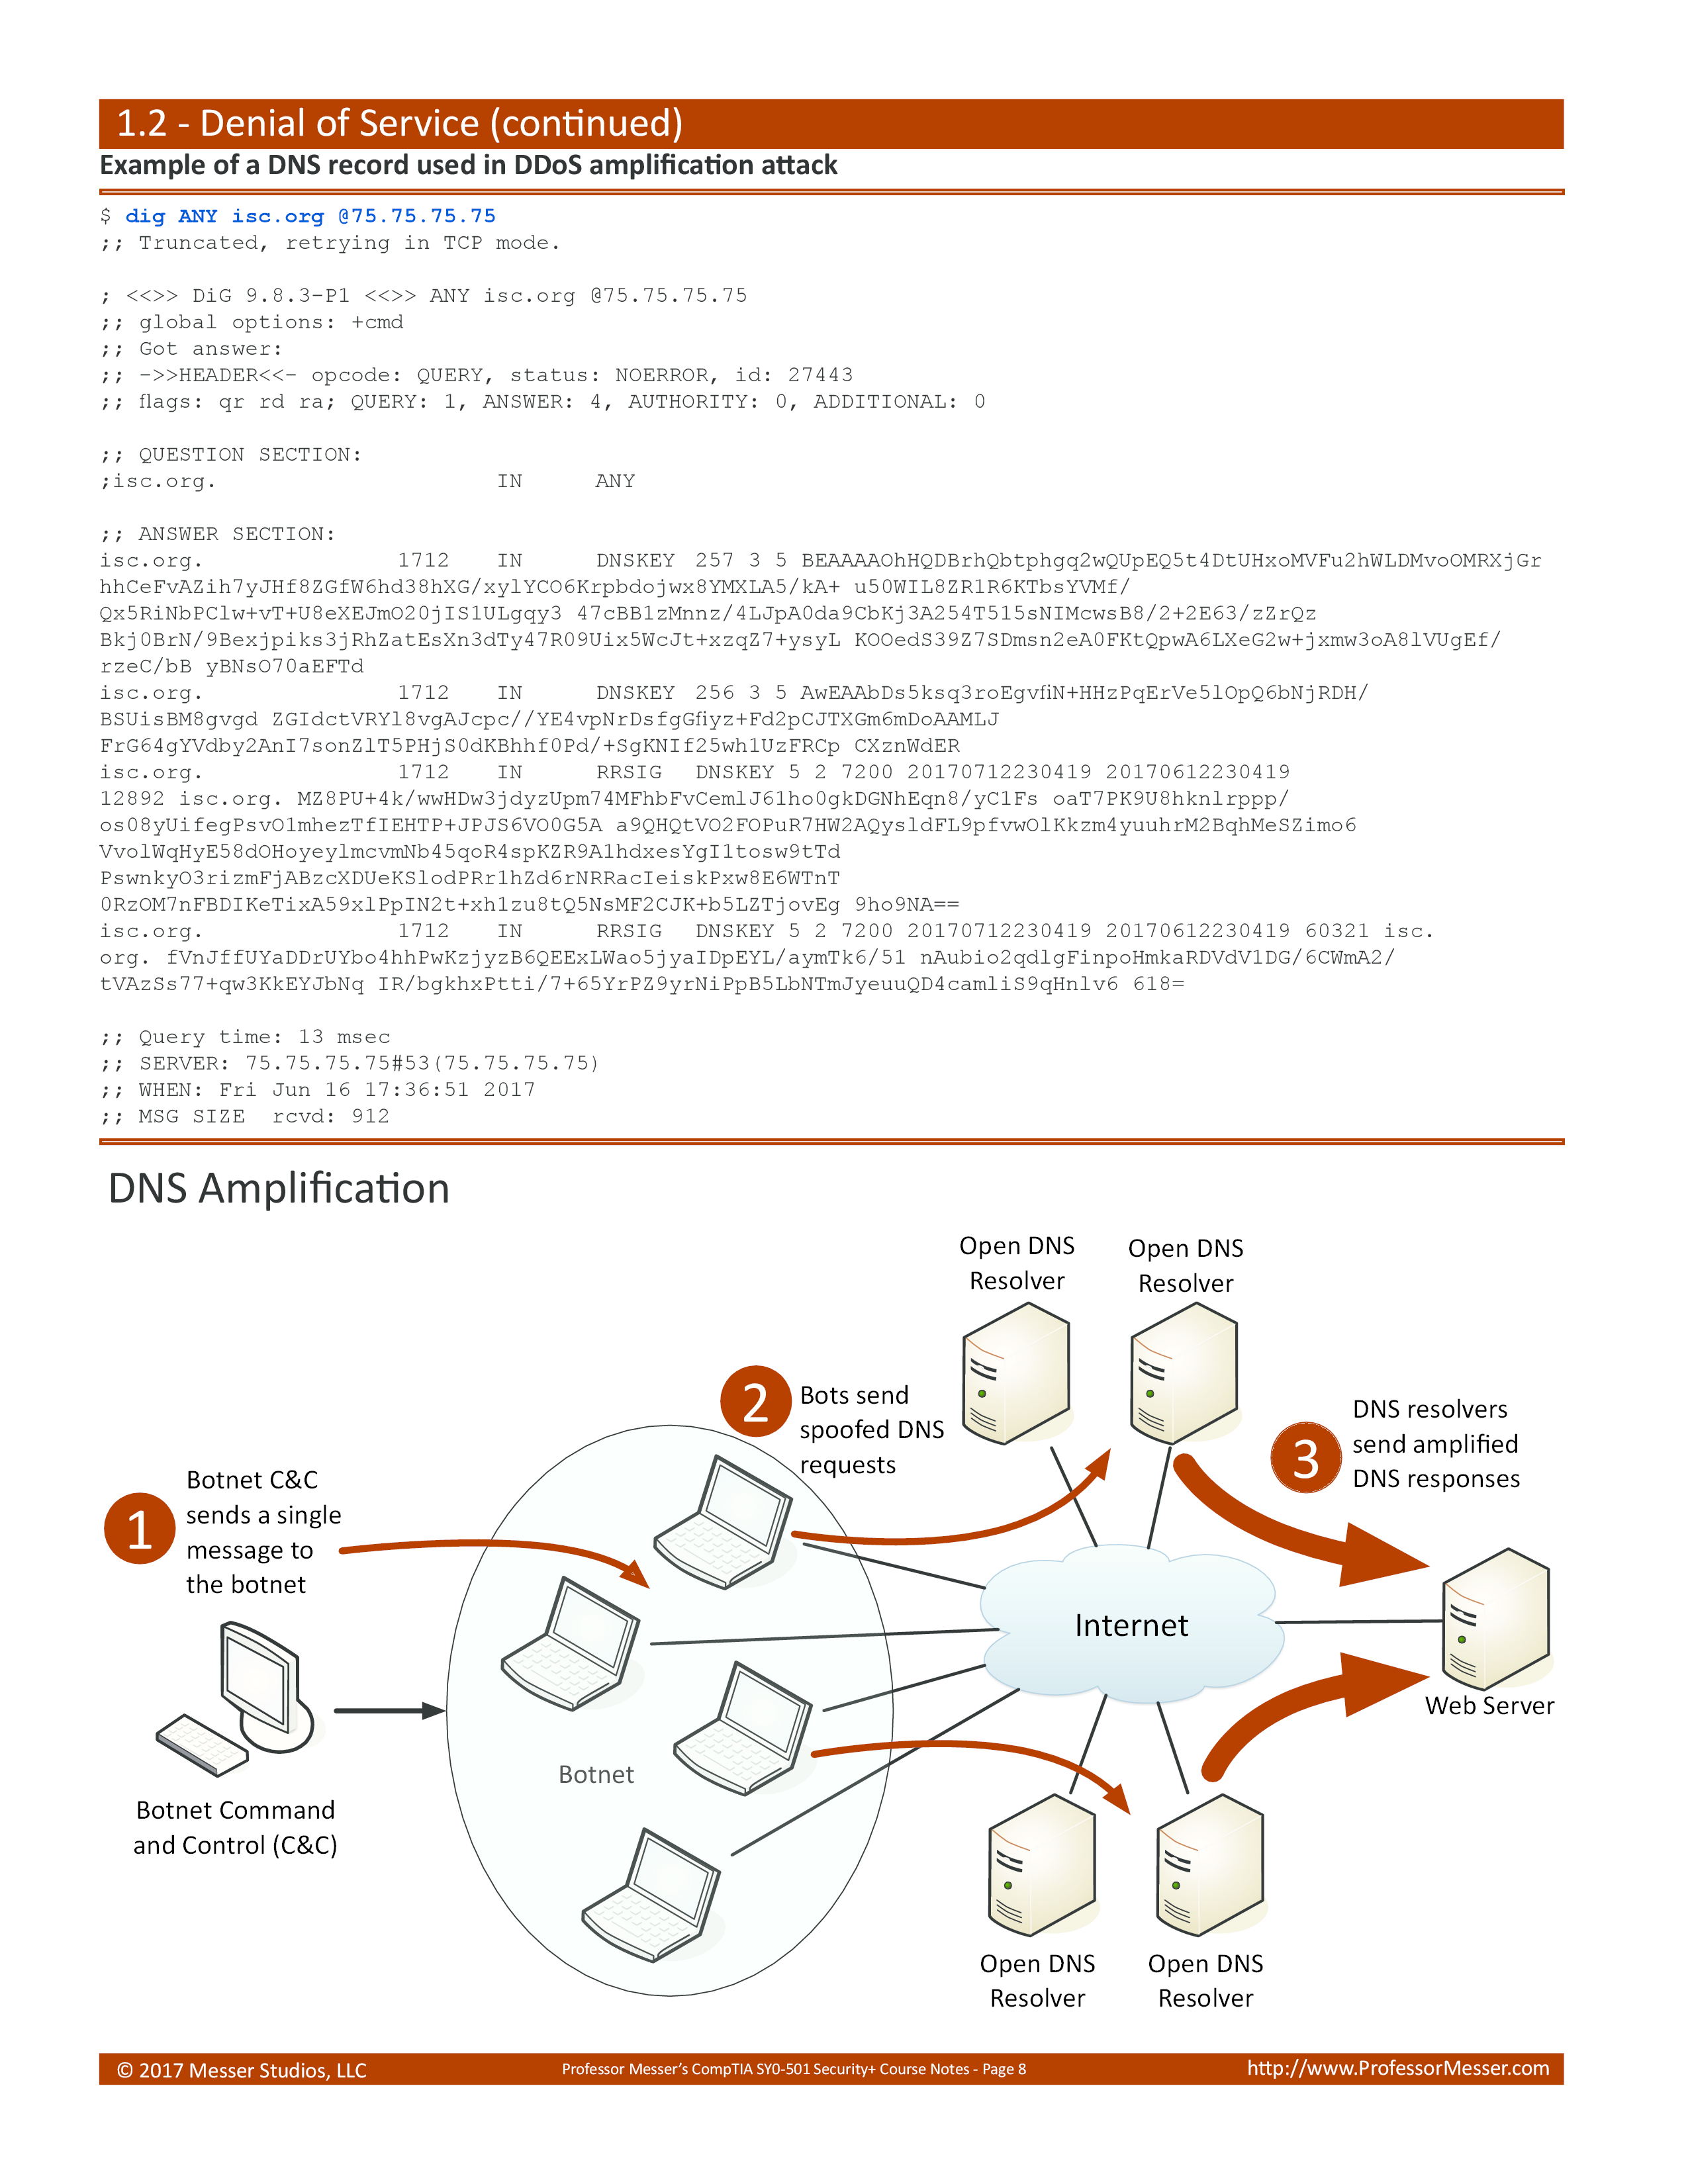 1.2 - Denial of Service (continued)
Example of a DNS record used in DDoS amplification attack
$ dig ANY isc.org @75.75.75.75
;; Truncated, retrying in TCP mode.
; <<>> DiG 9.8.3-P1 <<>> ANY isc.org @75.75.75.75
;; global options: +cmd
;; Got answer:
;; ->>HEADER<<- opcode: QUERY, status: NOERROR, id: 27443
;; flags: qr rd ra; QUERY: 1, ANSWER: 4, AUTHORITY: 0, ADDITIONAL: 0
;; QUESTION SECTION:
;isc.org. IN ANY
;; ANSWER SECTION:
isc.org. 1712 IN DNSKEY 257 3 5 BEAAAAOhHQDBrhQbtphgq2wQUpEQ5t4DtUHxoMVFu2hWLDMvoOMRXjGr
hhCeFvAZih7yJHf8ZGfW6hd38hXG/xylYCO6Krpbdojwx8YMXLA5/kA+ u50WIL8ZR1R6KTbsYVMf/
Qx5RiNbPClw+vT+U8eXEJmO20jIS1ULgqy3 47cBB1zMnnz/4LJpA0da9CbKj3A254T515sNIMcwsB8/2+2E63/zZrQz
Bkj0BrN/9Bexjpiks3jRhZatEsXn3dTy47R09Uix5WcJt+xzqZ7+ysyL KOOedS39Z7SDmsn2eA0FKtQpwA6LXeG2w+jxmw3oA8lVUgEf/
rzeC/bB yBNsO70aEFTd
isc.org. 1712 IN DNSKEY 256 3 5 AwEAAbDs5ksq3roEgvfiN+HHzPqErVe5lOpQ6bNjRDH/
BSUisBM8gvgd ZGIdctVRYl8vgAJcpc//YE4vpNrDsfgGfiyz+Fd2pCJTXGm6mDoAAMLJ
FrG64gYVdby2AnI7sonZlT5PHjS0dKBhhf0Pd/+SgKNIf25wh1UzFRCp CXznWdER
isc.org. 1712 IN RRSIG DNSKEY 5 2 7200 20170712230419 20170612230419
12892 isc.org. MZ8PU+4k/wwHDw3jdyzUpm74MFhbFvCemlJ61ho0gkDGNhEqn8/yC1Fs oaT7PK9U8hknlrppp/
os08yUifegPsvO1mhezTfIEHTP+JPJS6VO0G5A a9QHQtVO2FOPuR7HW2AQysldFL9pfvwOlKkzm4yuuhrM2BqhMeSZimo6
VvolWqHyE58dOHoyeylmcvmNb45qoR4spKZR9A1hdxesYgI1tosw9tTd
PswnkyO3rizmFjABzcXDUeKSlodPRr1hZd6rNRRacIeiskPxw8E6WTnT
0RzOM7nFBDIKeTixA59xlPpIN2t+xh1zu8tQ5NsMF2CJK+b5LZTjovEg 9ho9NA==
isc.org. 1712 IN RRSIG DNSKEY 5 2 7200 20170712230419 20170612230419 60321 isc.
org. fVnJffUYaDDrUYbo4hhPwKzjyzB6QEExLWao5jyaIDpEYL/aymTk6/51 nAubio2qdlgFinpoHmkaRDVdV1DG/6CWmA2/
tVAzSs77+qw3KkEYJbNq IR/bgkhxPtti/7+65YrPZ9yrNiPpB5LbNTmJyeuuQD4camliS9qHnlv6 618=
;; Query time: 13 msec
;; SERVER: 75.75.75.75#53(75.75.75.75)
;; WHEN: Fri Jun 16 17:36:51 2017
;; MSG SIZE rcvd: 912
DNS Amplification
Open DNS
Resolver
Open DNS
Resolver
2
Bots send
spoofed DNS
requests
3
DNS resolvers
send amplified
DNS responses
1
Botnet C&C
sends a single
message to
the botnet
Internet
Web Server
Botnet
Botnet Command
and Control (C&C)
Open DNS
Resolver
Open DNS
Resolver
© 2017 Messer Studios, LLC
Professor Messer's CompTIA SY0-501 Security+ Course Notes - Page 8
http://www.ProfessorMesser.com